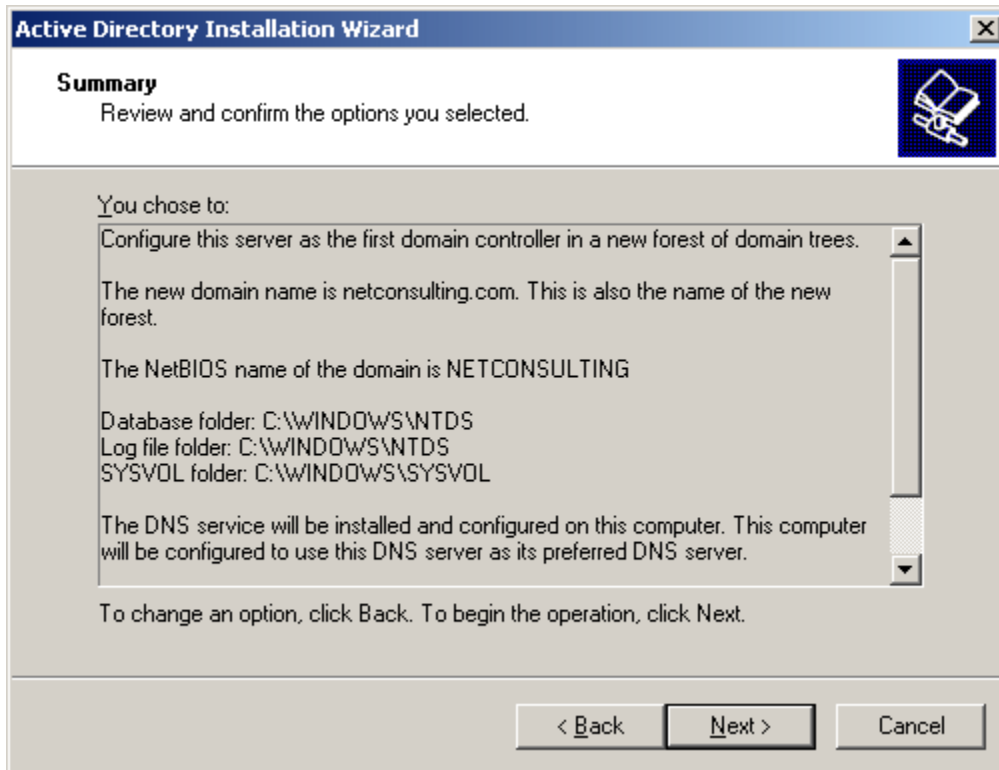 Active Directory Installation Wizard
Summary
Review and confirm the options you selected.
You chose to:
Configure this server as the first domain controller in a new forest of domain trees.
The new domain name is netconsulting.com. This is also the name of the new
forest.
The NetBIOS name of the domain is NETCONSULTING
Database folder: C:\WINDOWS\NTDS
Log file folder: C:\WINDOWS\NTDS
SYSVOL folder: C:\WINDOWS\SYSVOL
The DNS service will be installed and configured on this computer. This computer
will be configured to use this DNS server as its preferred DNS server.
To change an option, click Back. To begin the operation, click Next.
< Back
Next >
Cancel